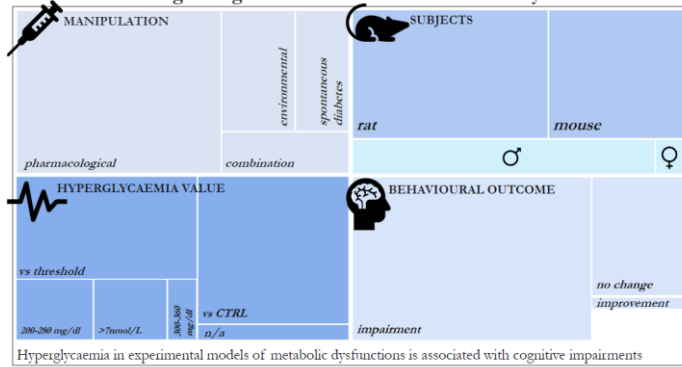 MANIPULATION
environmental
spontaneous
diabetes
pharmacological
combination
SUBJECTS
rat
mouse
♂
♀
HYPERGLYCAEMIA VALUE
vs threshold
200-280 mg/dl
>7nmol/L
300-360
mg/dl
vs CTRL
n/a
BEHAVIOURAL OUTCOME
impairment
no change
improvement
Hyperglycaemia in experimental models of metabolic dysfunctions is associated with cognitive impairments